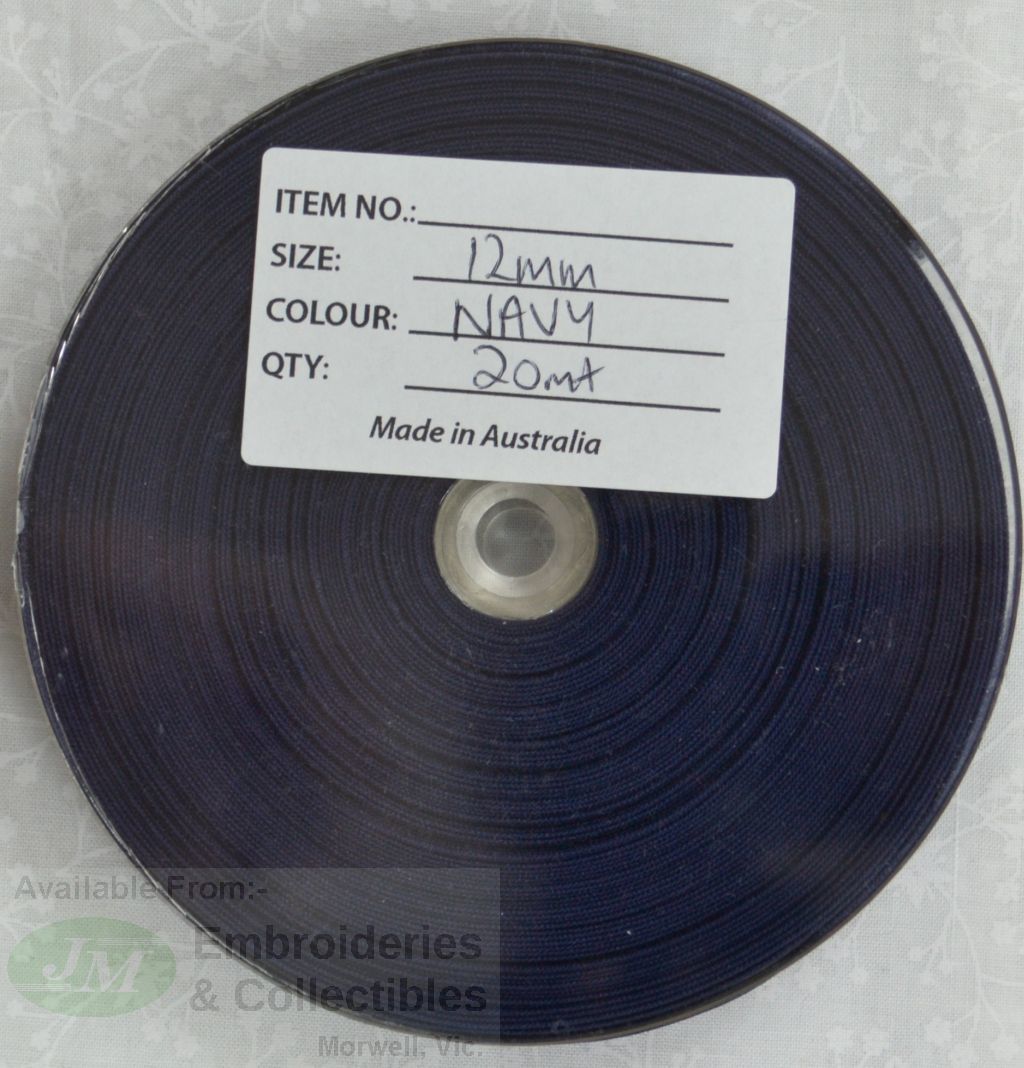 ITEM NO.:
SIZE: 12mm
COLOUR: NAVY
QTY: 20mt
Made in Australia
Available From:-
JM Embroideries
& Collectibles
Morwell, Vic.